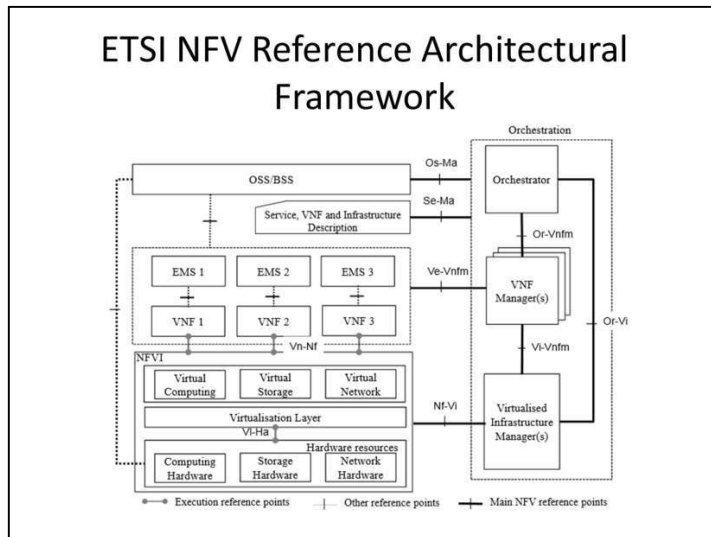 ETSI NFV Reference Architectural
Framework
Orchestration
Os-Ma
OSS/BSS
Orchestrator
Se-Ma
Service, VNF and Infrastructure
Description
Or-Vnfm
EMS 1
EMS 2
EMS 3
Ve-Vnfm
VNF
Manager(s)
Or-Vi
VNF 1
VNF 2
VNF 3
Vn-Nf
Vi-Vnfm
NFVI
Virtual
Computing
Virtual
Storage
Virtual
Network
Nf-Vi
Virtualised
Infrastructure
Manager(s)
Virtualisation Layer
Vl-Ha
Hardware resources
Computing
Hardware
Storage
Hardware
Network
Hardware
Execution reference points
Other reference points
Main NFV reference points